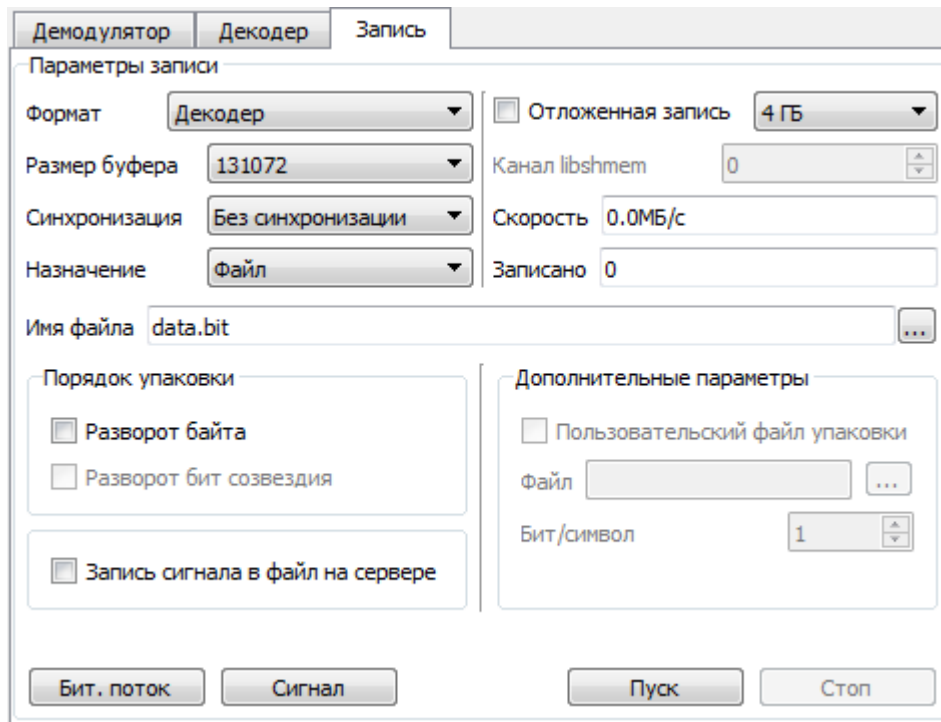 Демодулятор Декодер Запись
Параметры записи
Формат Декодер
Отложенная запись 4 ГБ
Размер буфера 131072
Канал libshmem 0
Синхронизация Без синхронизации
Скорость 0.0МБ/с
Назначение Файл
Записано 0
Имя файла data.bit ...
Порядок упаковки
Разворот байта
Разворот бит созвездия
Запись сигнала в файл на сервере
Дополнительные параметры
Пользовательский файл упаковки
Файл ...
Бит/символ 1
Бит. поток Сигнал Пуск Стоп